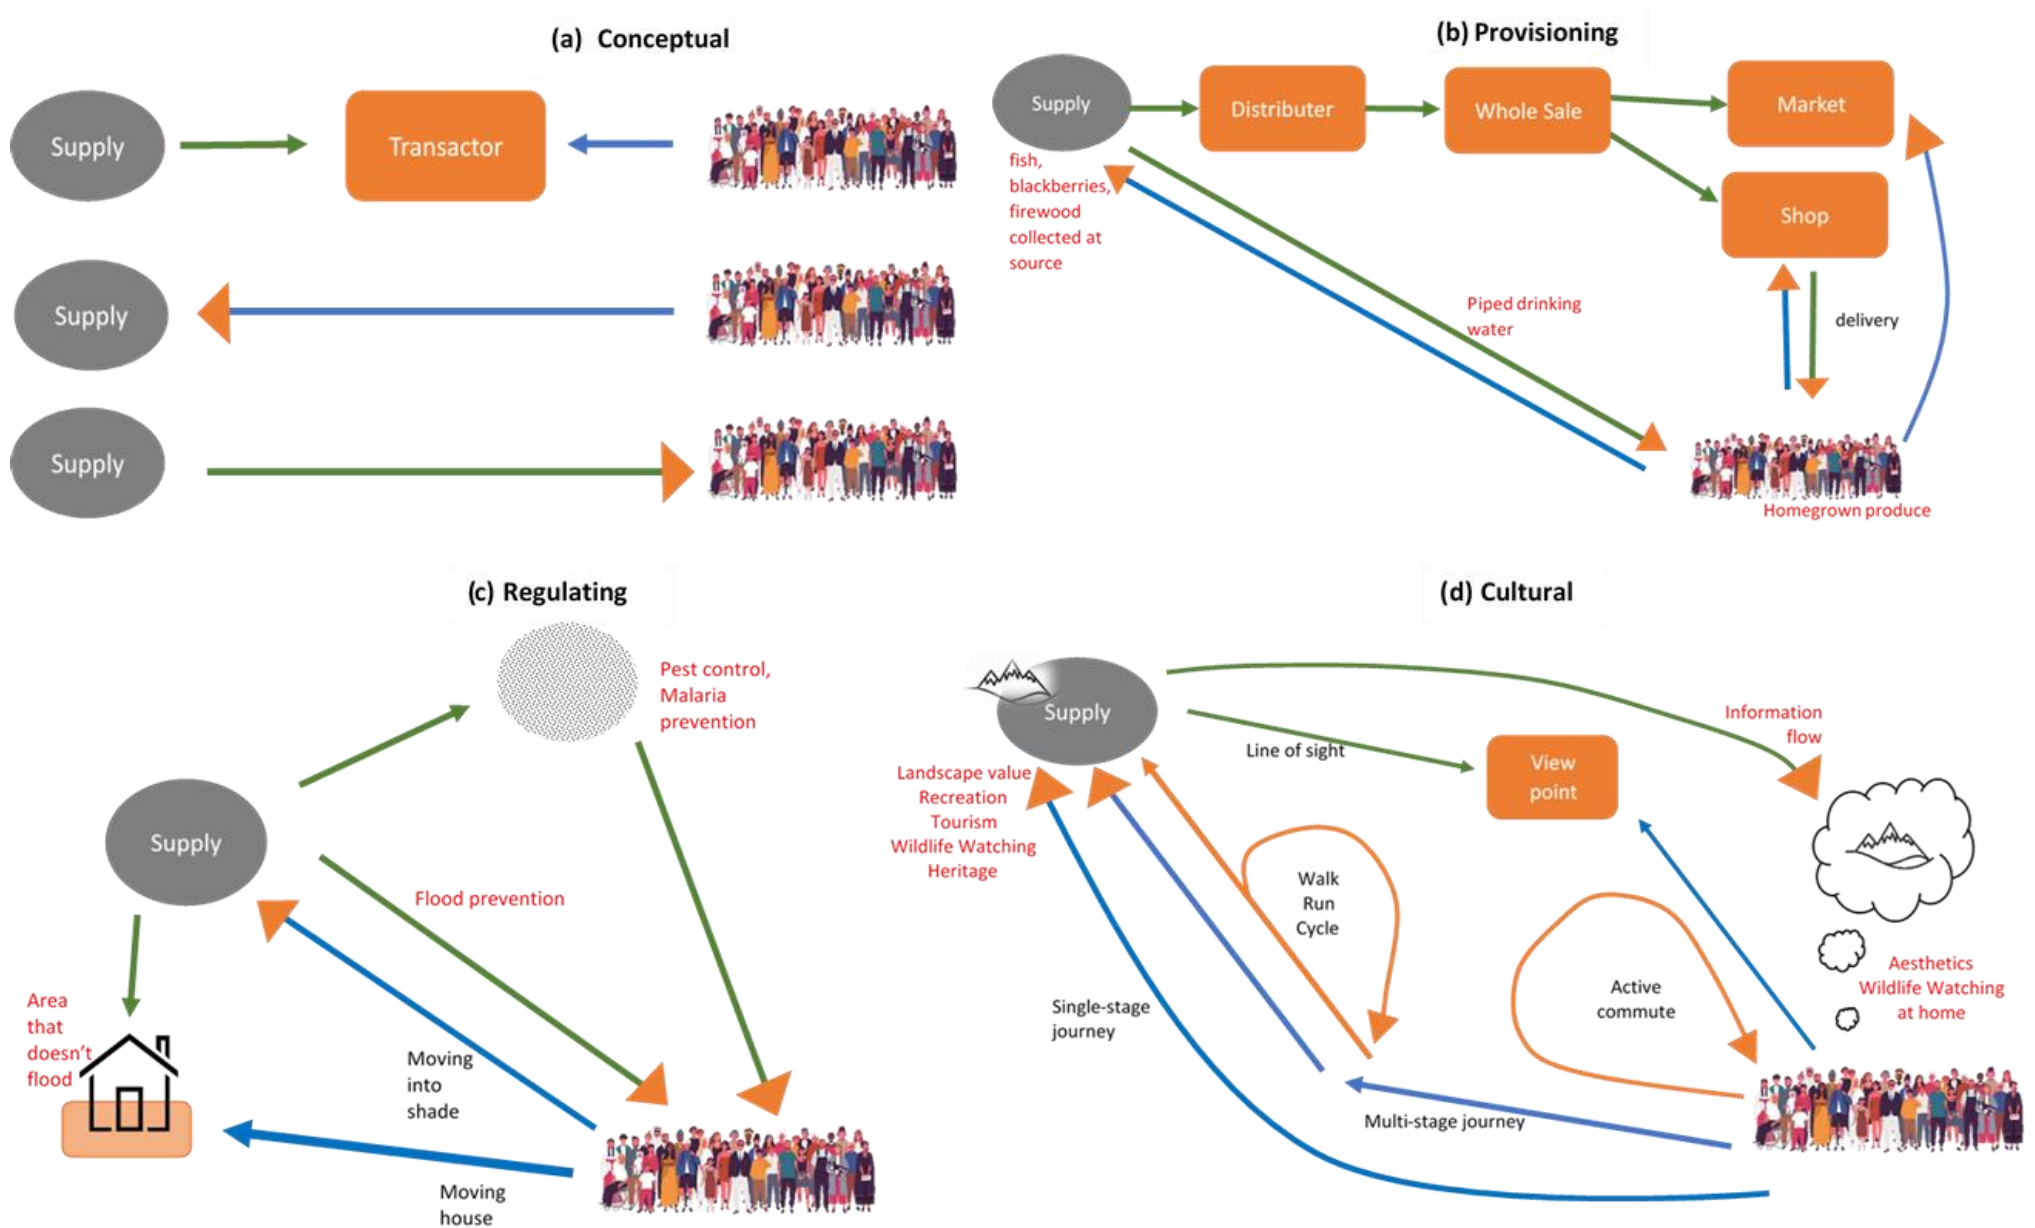 (a) Conceptual
Supply
Transactor
Supply
Supply
(b) Provisioning
Supply
Distributer
Whole Sale
Market
Shop
fish,
blackberries,
firewood
collected at
source
Piped drinking
water
delivery
Homegrown produce
(c) Regulating
Pest control,
Malaria
prevention
Supply
Flood prevention
Area
that
doesn't
flood
Moving
into
shade
Moving
house
(d) Cultural
Supply
Information
flow
Line of sight
View
point
Landscape value
Recreation
Tourism
Wildlife Watching
Heritage
Walk
Run
Cycle
Single-stage
journey
Active
commute
Aesthetics
Wildlife Watching
at home
Multi-stage journey